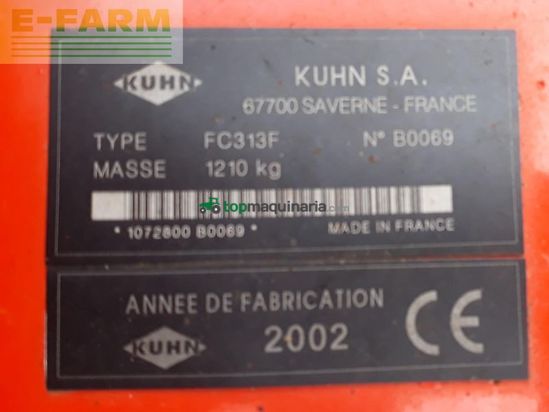 E-FARM
KUHN
KUHN S.A.
67700 SAVERNE - FRANCE
TYPE FC313F N° B0069
MASSE 1210 kg
topmaquinaria.com
* 1072800 B0069 * MADE IN FRANCE
ANNEE DE FABRICATION
KUHN 2002 CE